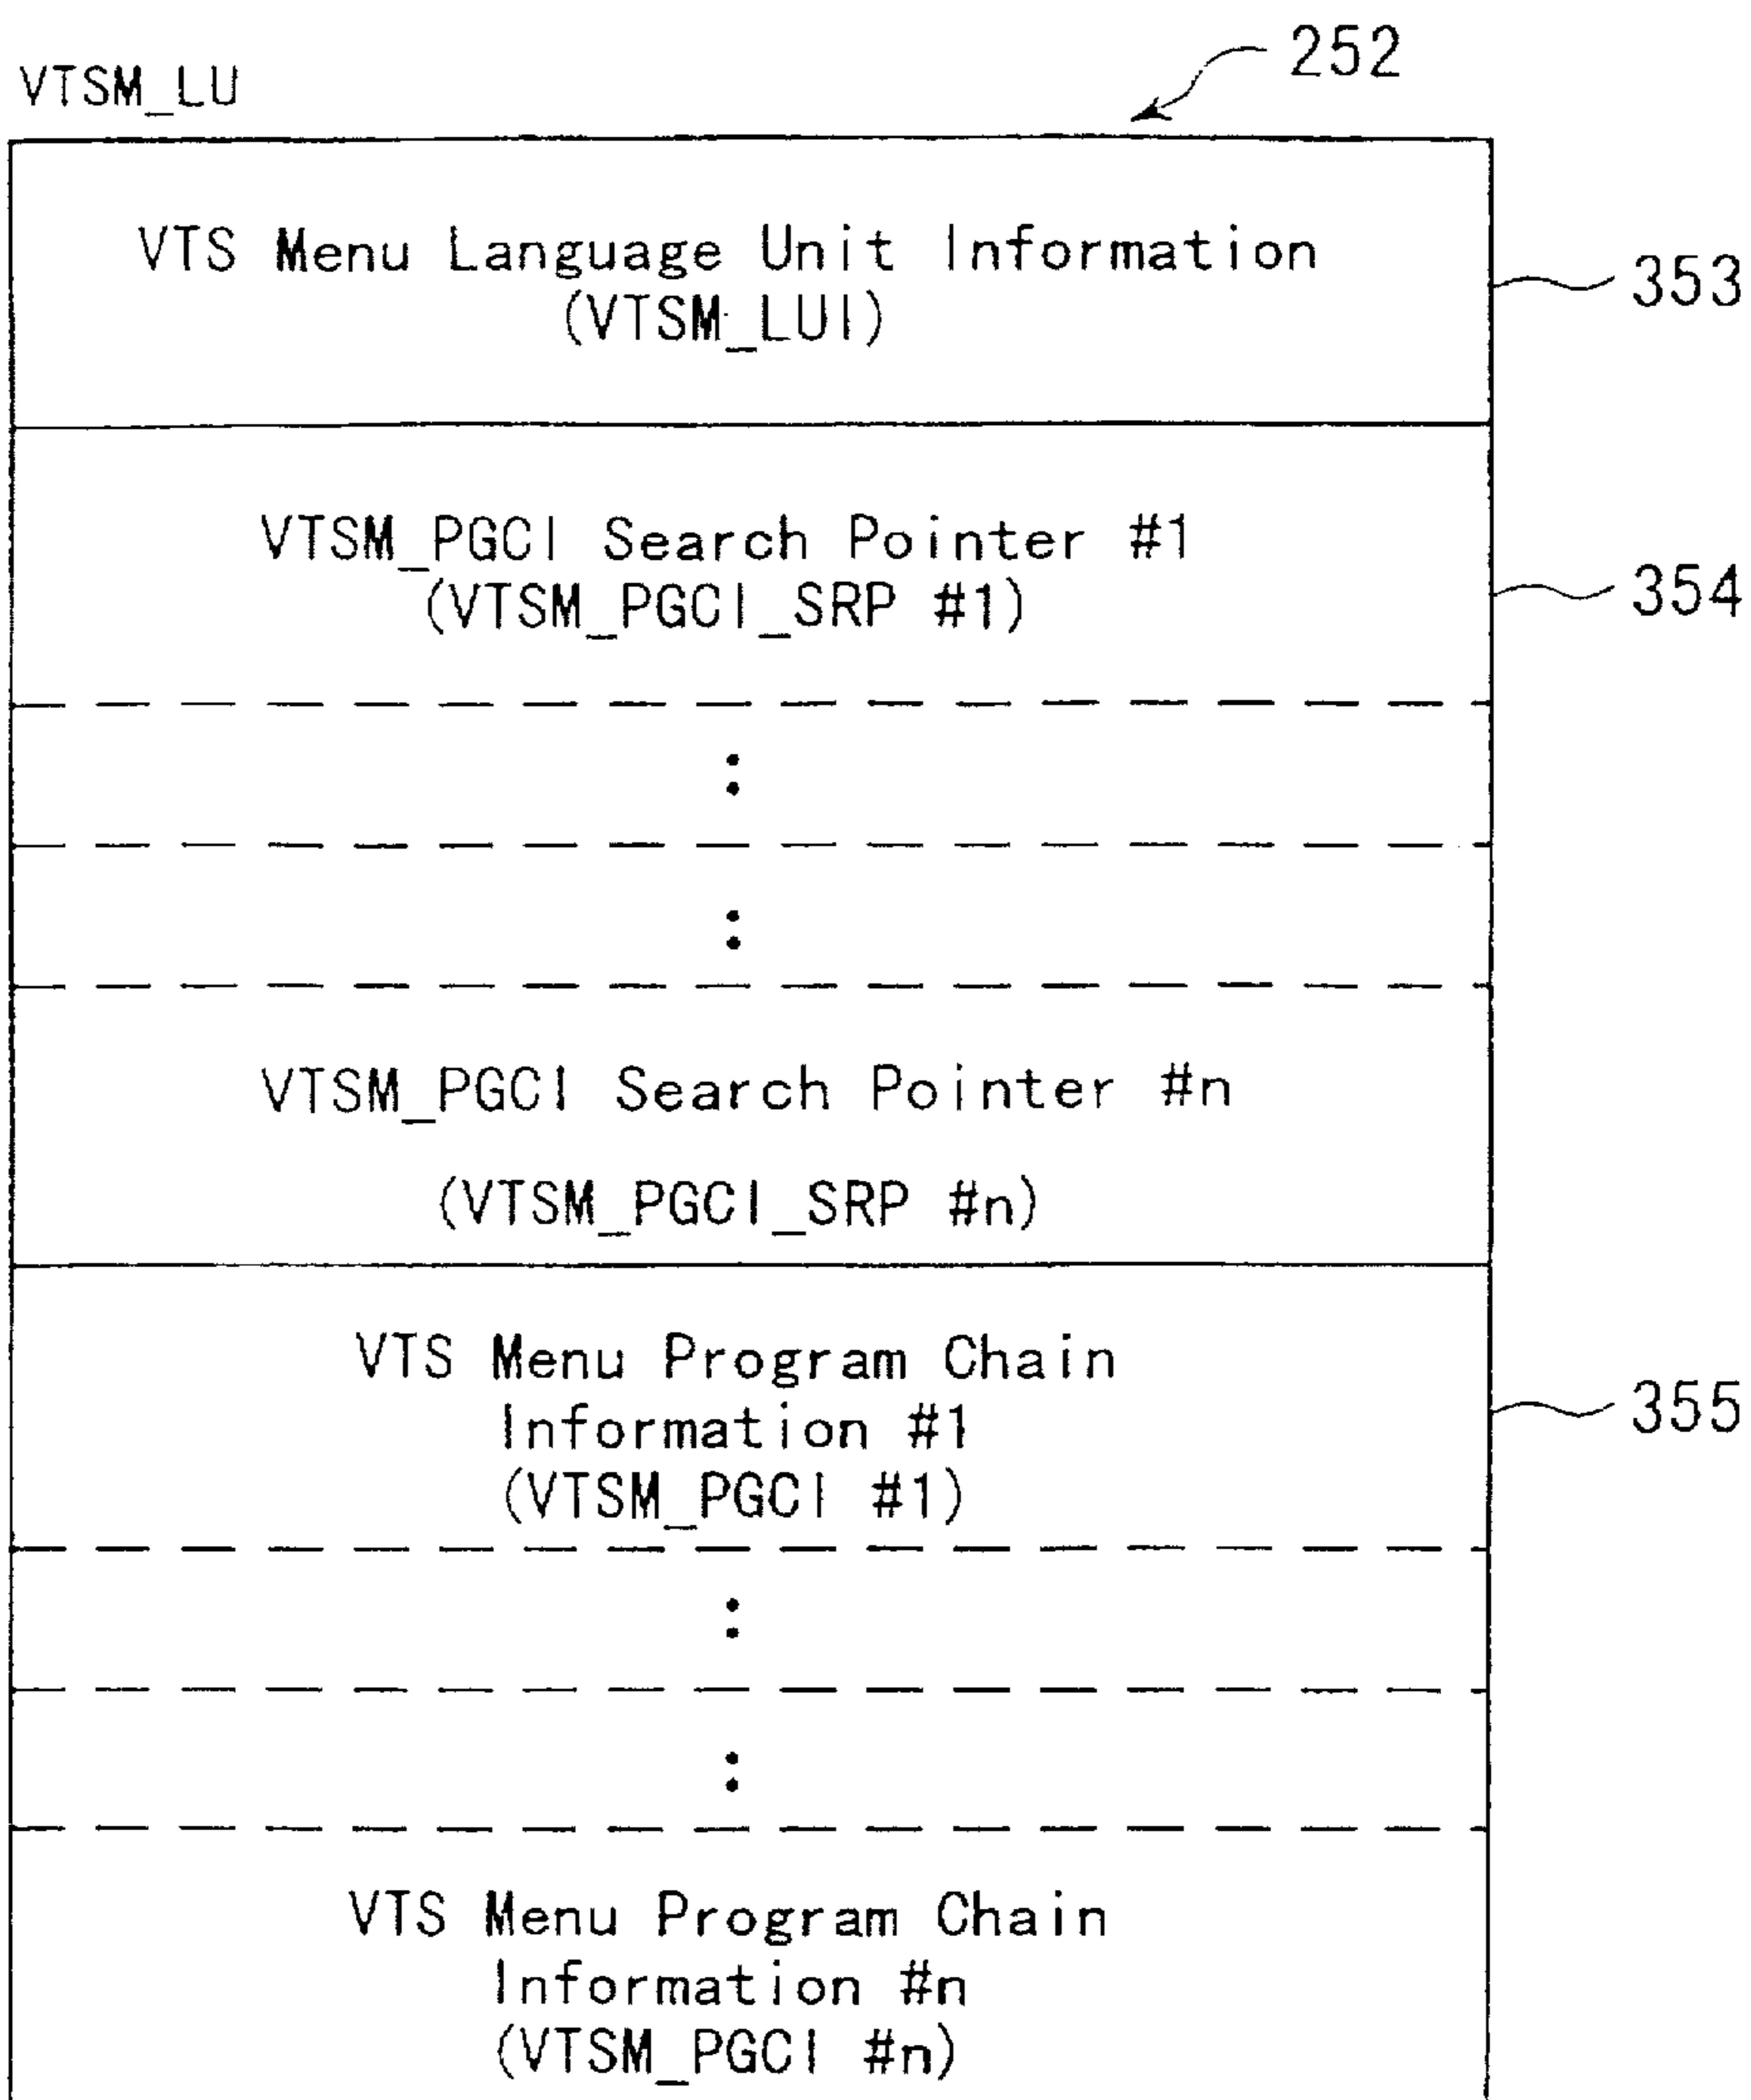 252
VTSM_LU
VTS Menu Language Unit Information
(VTSM_LUI)
353
VTSM_PGCI Search Pointer #1
(VTSM_PGCI_SRP #1)
354
:
:
VTSM_PGCI Search Pointer #n
(VTSM_PGCI_SRP #n)
VTS Menu Program Chain
Information #1
(VTSM_PGCI #1)
355
:
:
VTS Menu Program Chain
Information #n
(VTSM_PGCI #n)